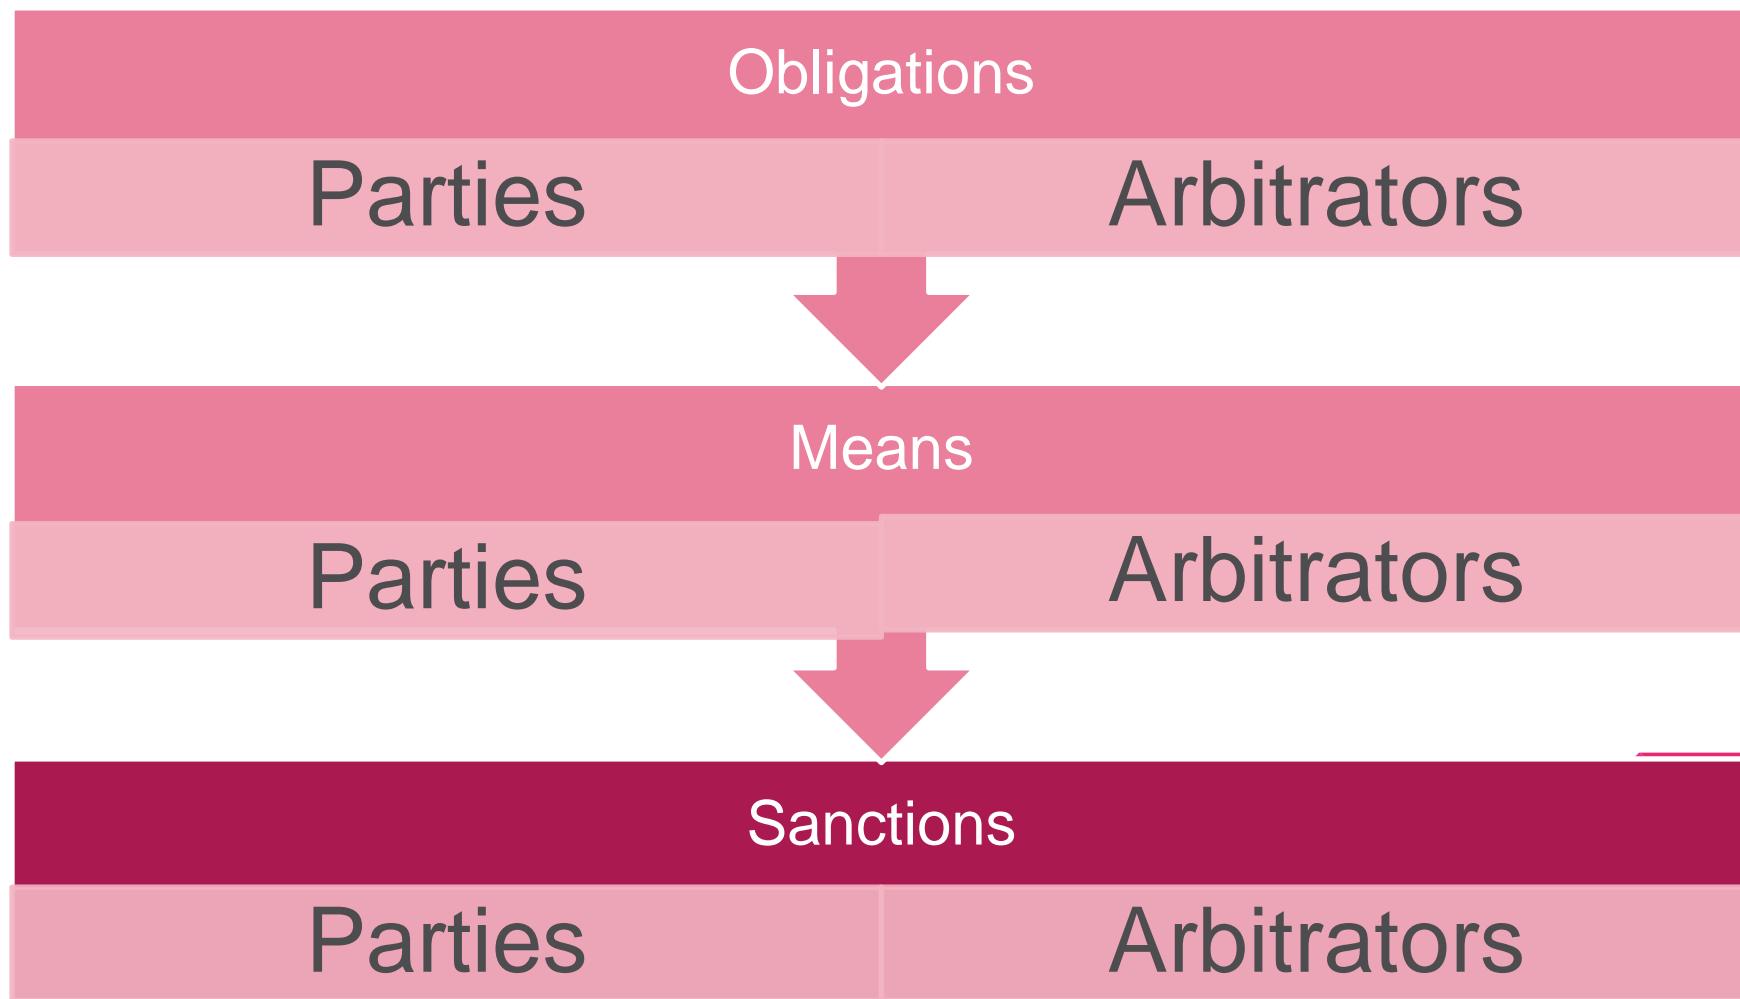 Obligations
Parties Arbitrators
Means
Parties Arbitrators
Sanctions
Parties Arbitrators